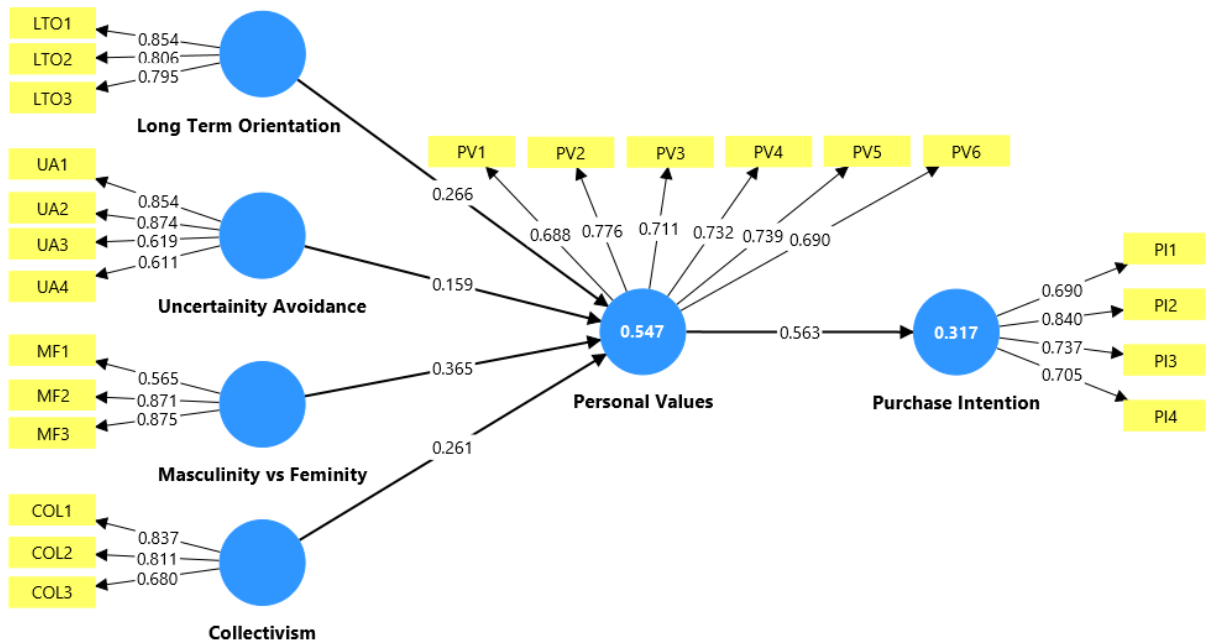 LTO1
LTO2
LTO3
0.854
0.806
0.795
Long Term Orientation
UA1
UA2
UA3
UA4
0.854
0.874
0.619
0.611
Uncertainity Avoidance
MF1
MF2
MF3
0.565
0.871
0.875
Masculinity vs Feminity
COL1
COL2
COL3
0.837
0.811
0.680
Collectivism
0.266
0.159
0.365
0.261
PV1
PV2
PV3
PV4
PV5
PV6
0.688
0.776
0.711
0.732
0.739
0.690
0.547
Personal Values
0.563
0.317
Purchase Intention
0.690
0.840
0.737
0.705
PI1
PI2
PI3
PI4